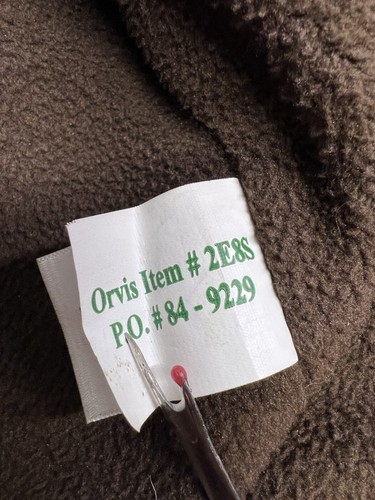 Orvis Item # 2E8S
P.O. # 84 - 9229